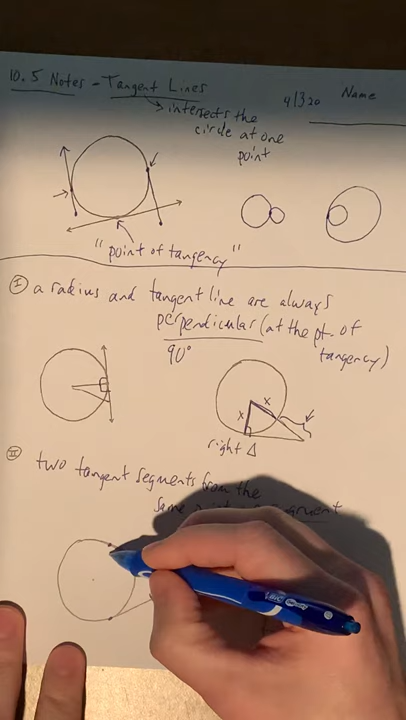 10.5 Notes - Tangent Lines
Name
4/320
intersects the
circle at one
point
"point of tangency"
I a radius and tangent line are always
perpendicular (at the pt. of
90° tangency)
x
x
right Δ
II two tangent segments from the
same
BIC